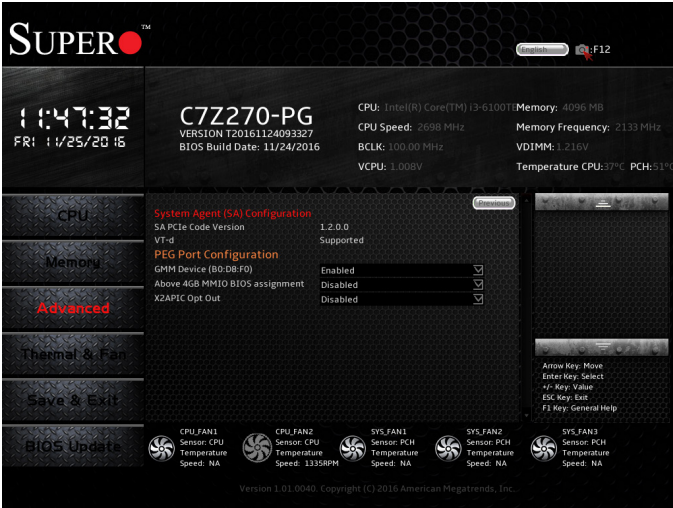 SUPER TM
English :F12
11:47:32
FRI 11/25/2016
C7Z270-PG
VERSION T20161124093327
BIOS Build Date: 11/24/2016
CPU: Intel(R) Core(TM) i3-6100TE
CPU Speed: 2698 MHz
BCLK: 100.00 MHz
VCPU: 1.008V
Memory: 4096 MB
Memory Frequency: 2133 MHz
VDIMM: 1.216V
Temperature CPU:37°C PCH:51°C
CPU
Memory
Advanced
Thermal & Fan
Save & Exit
BIOS Update
Previous
System Agent (SA) Configuration
SA PCIe Code Version 1.2.0.0
VT-d Supported
PEG Port Configuration
GMM Device (B0:D8:F0) Enabled
Above 4GB MMIO BIOS assignment Disabled
X2APIC Opt Out Disabled
Arrow Key: Move
Enter Key: Select
+/- Key: Value
ESC Key: Exit
F1 Key: General Help
CPU_FAN1
Sensor: CPU
Temperature
Speed: NA
CPU_FAN2
Sensor: CPU
Temperature
Speed: 1335RPM
SYS_FAN1
Sensor: PCH
Temperature
Speed: NA
SYS_FAN2
Sensor: PCH
Temperature
Speed: NA
SYS_FAN3
Sensor: PCH
Temperature
Speed: NA
Version 1.01.0040. Copyright (C) 2016 American Megatrends, Inc.